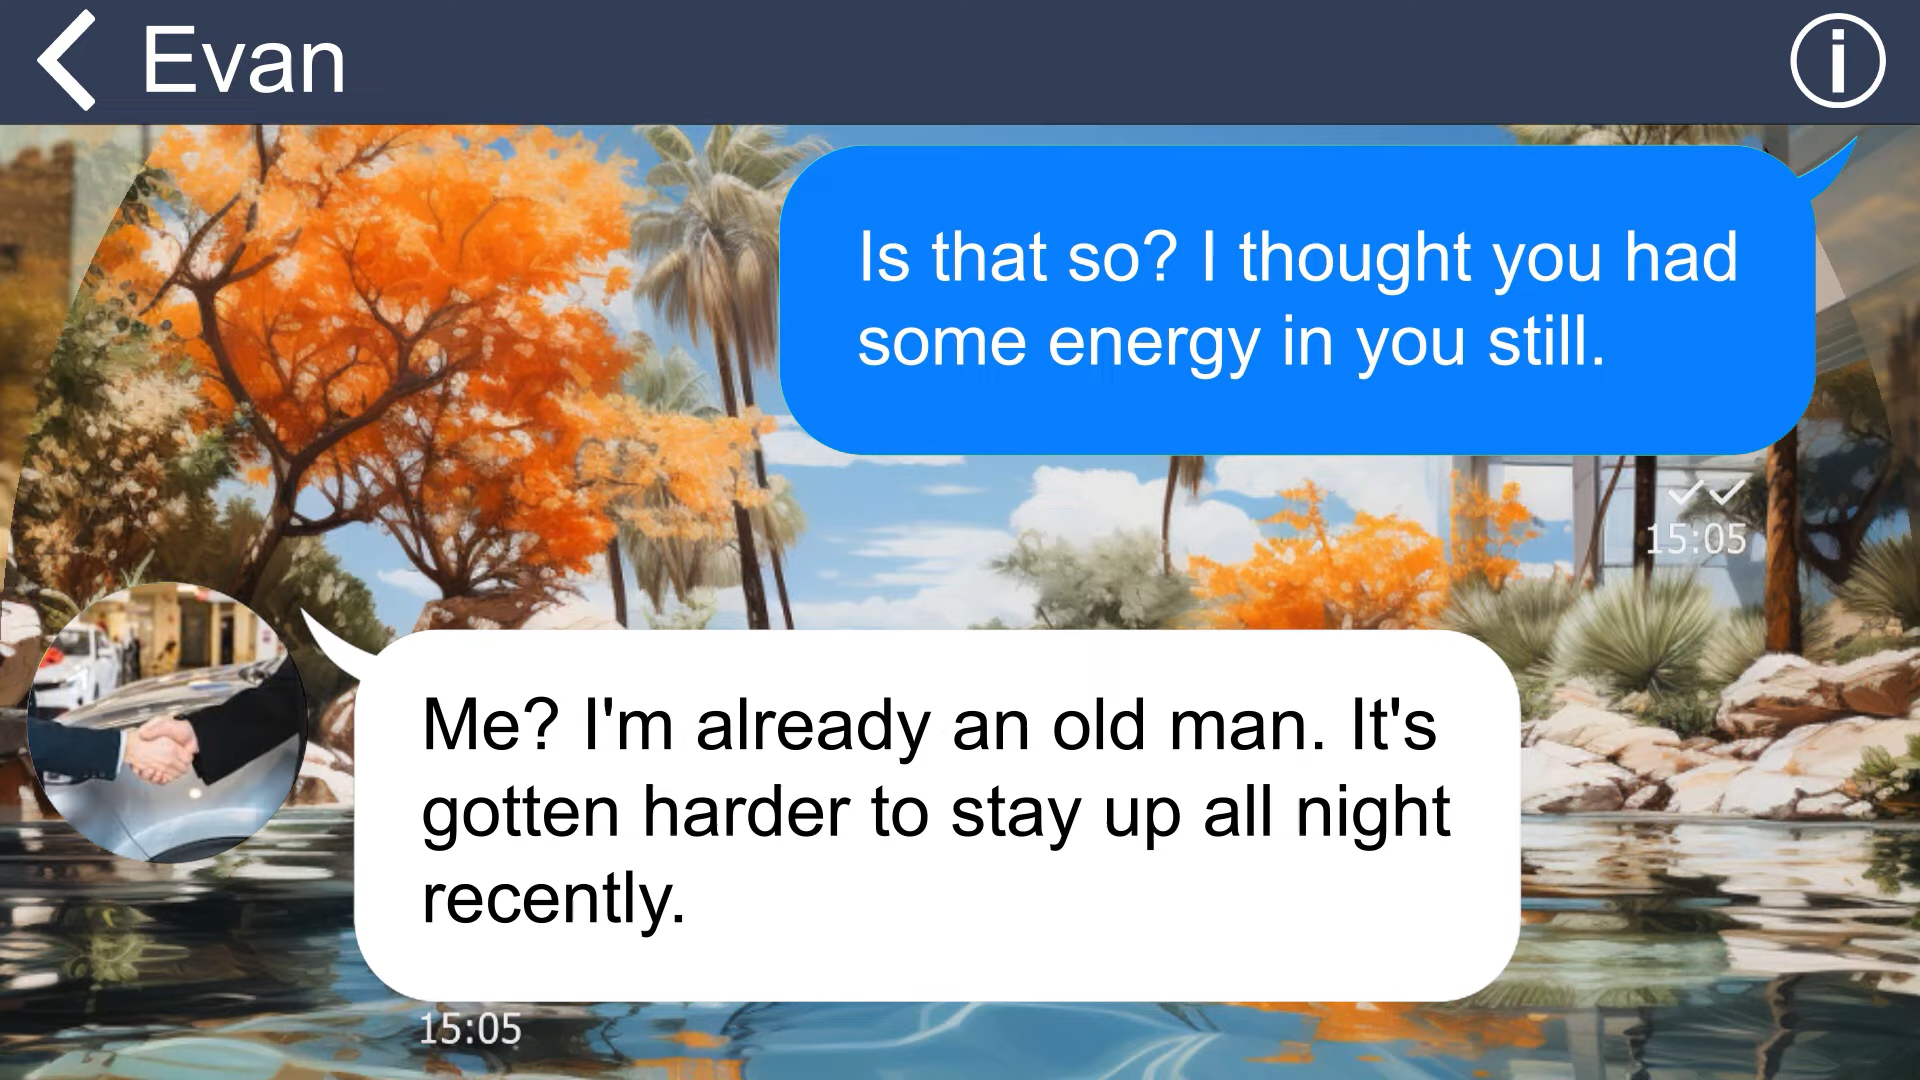 Evan
Is that so? I thought you had
some energy in you still.
15:05
Me? I'm already an old man. It's
gotten harder to stay up all night
recently.
15:05